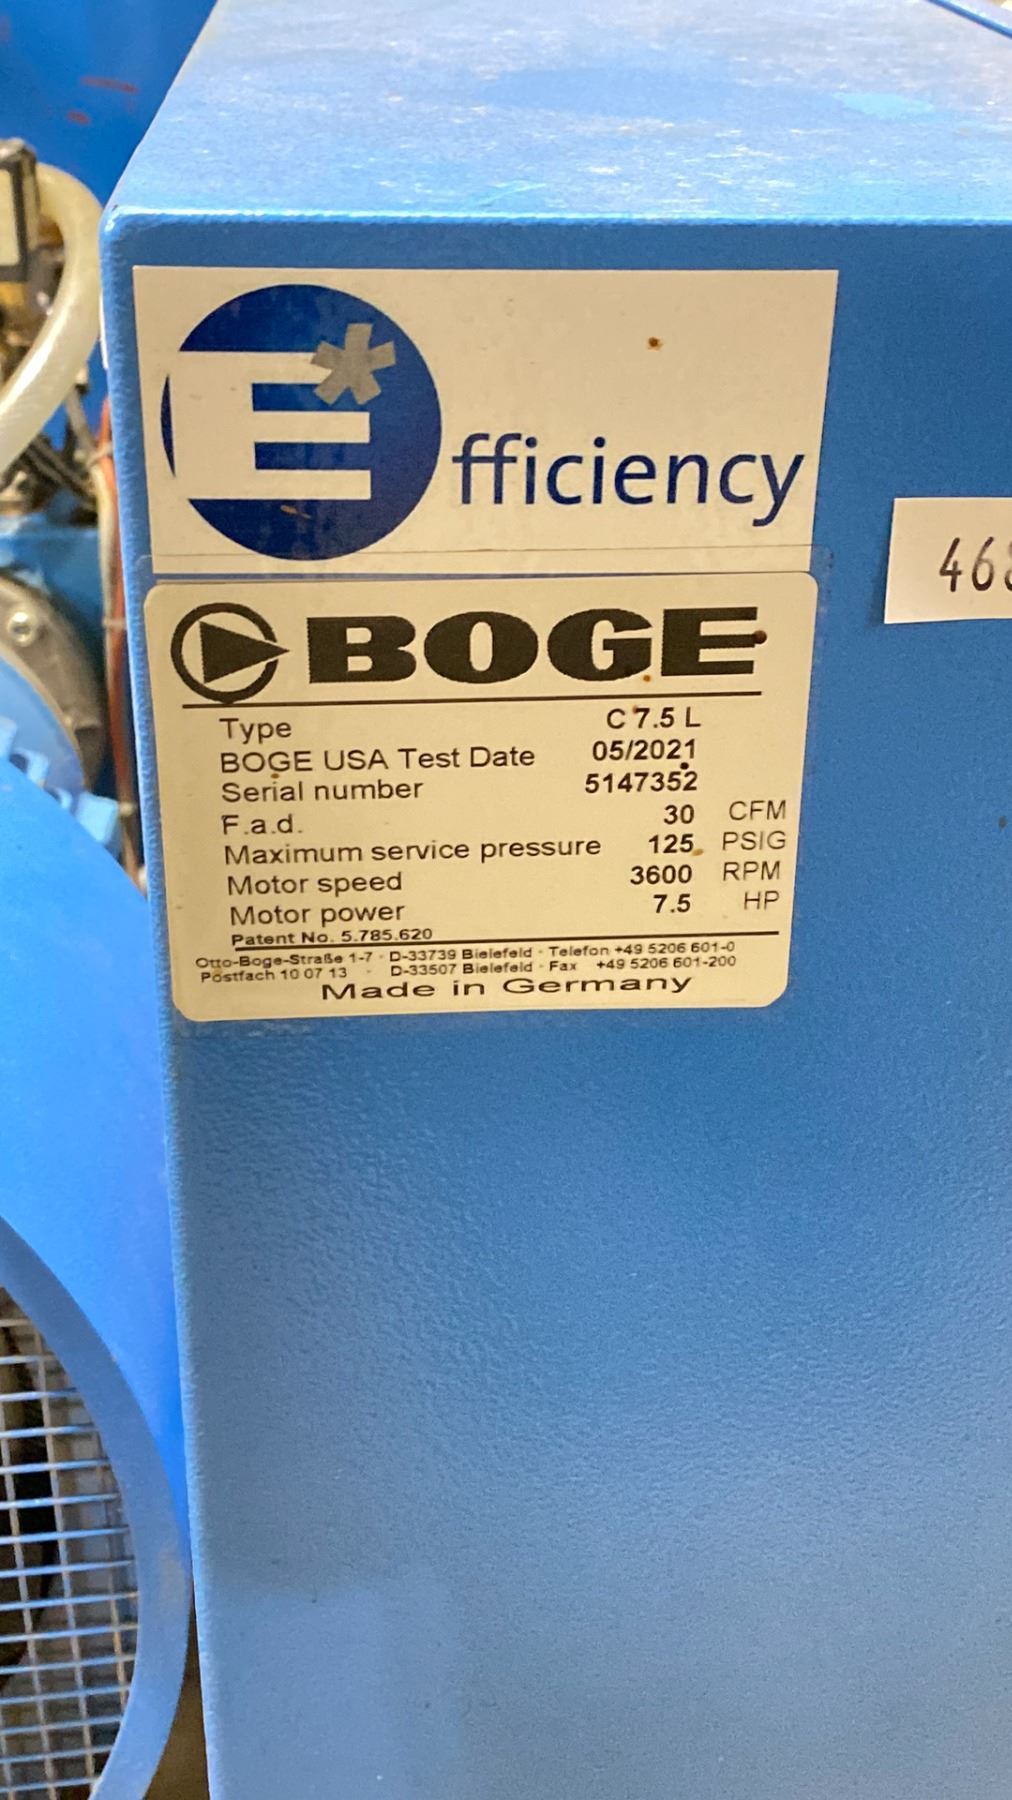 E*fficiency
BOGE
Type C 7.5 L
BOGE USA Test Date 05/2021
Serial number 5147352
F.a.d. 30 CFM
Maximum service pressure 125 PSIG
Motor speed 3600 RPM
Motor power 7.5 HP
Patent No. 5.785.620
Otto-Boge-Straße 1-7 · D-33739 Bielefeld · Telefon +49 5206 601-0
Postfach 10 07 13 · D-33507 Bielefeld · Fax +49 5206 601-200
Made in Germany